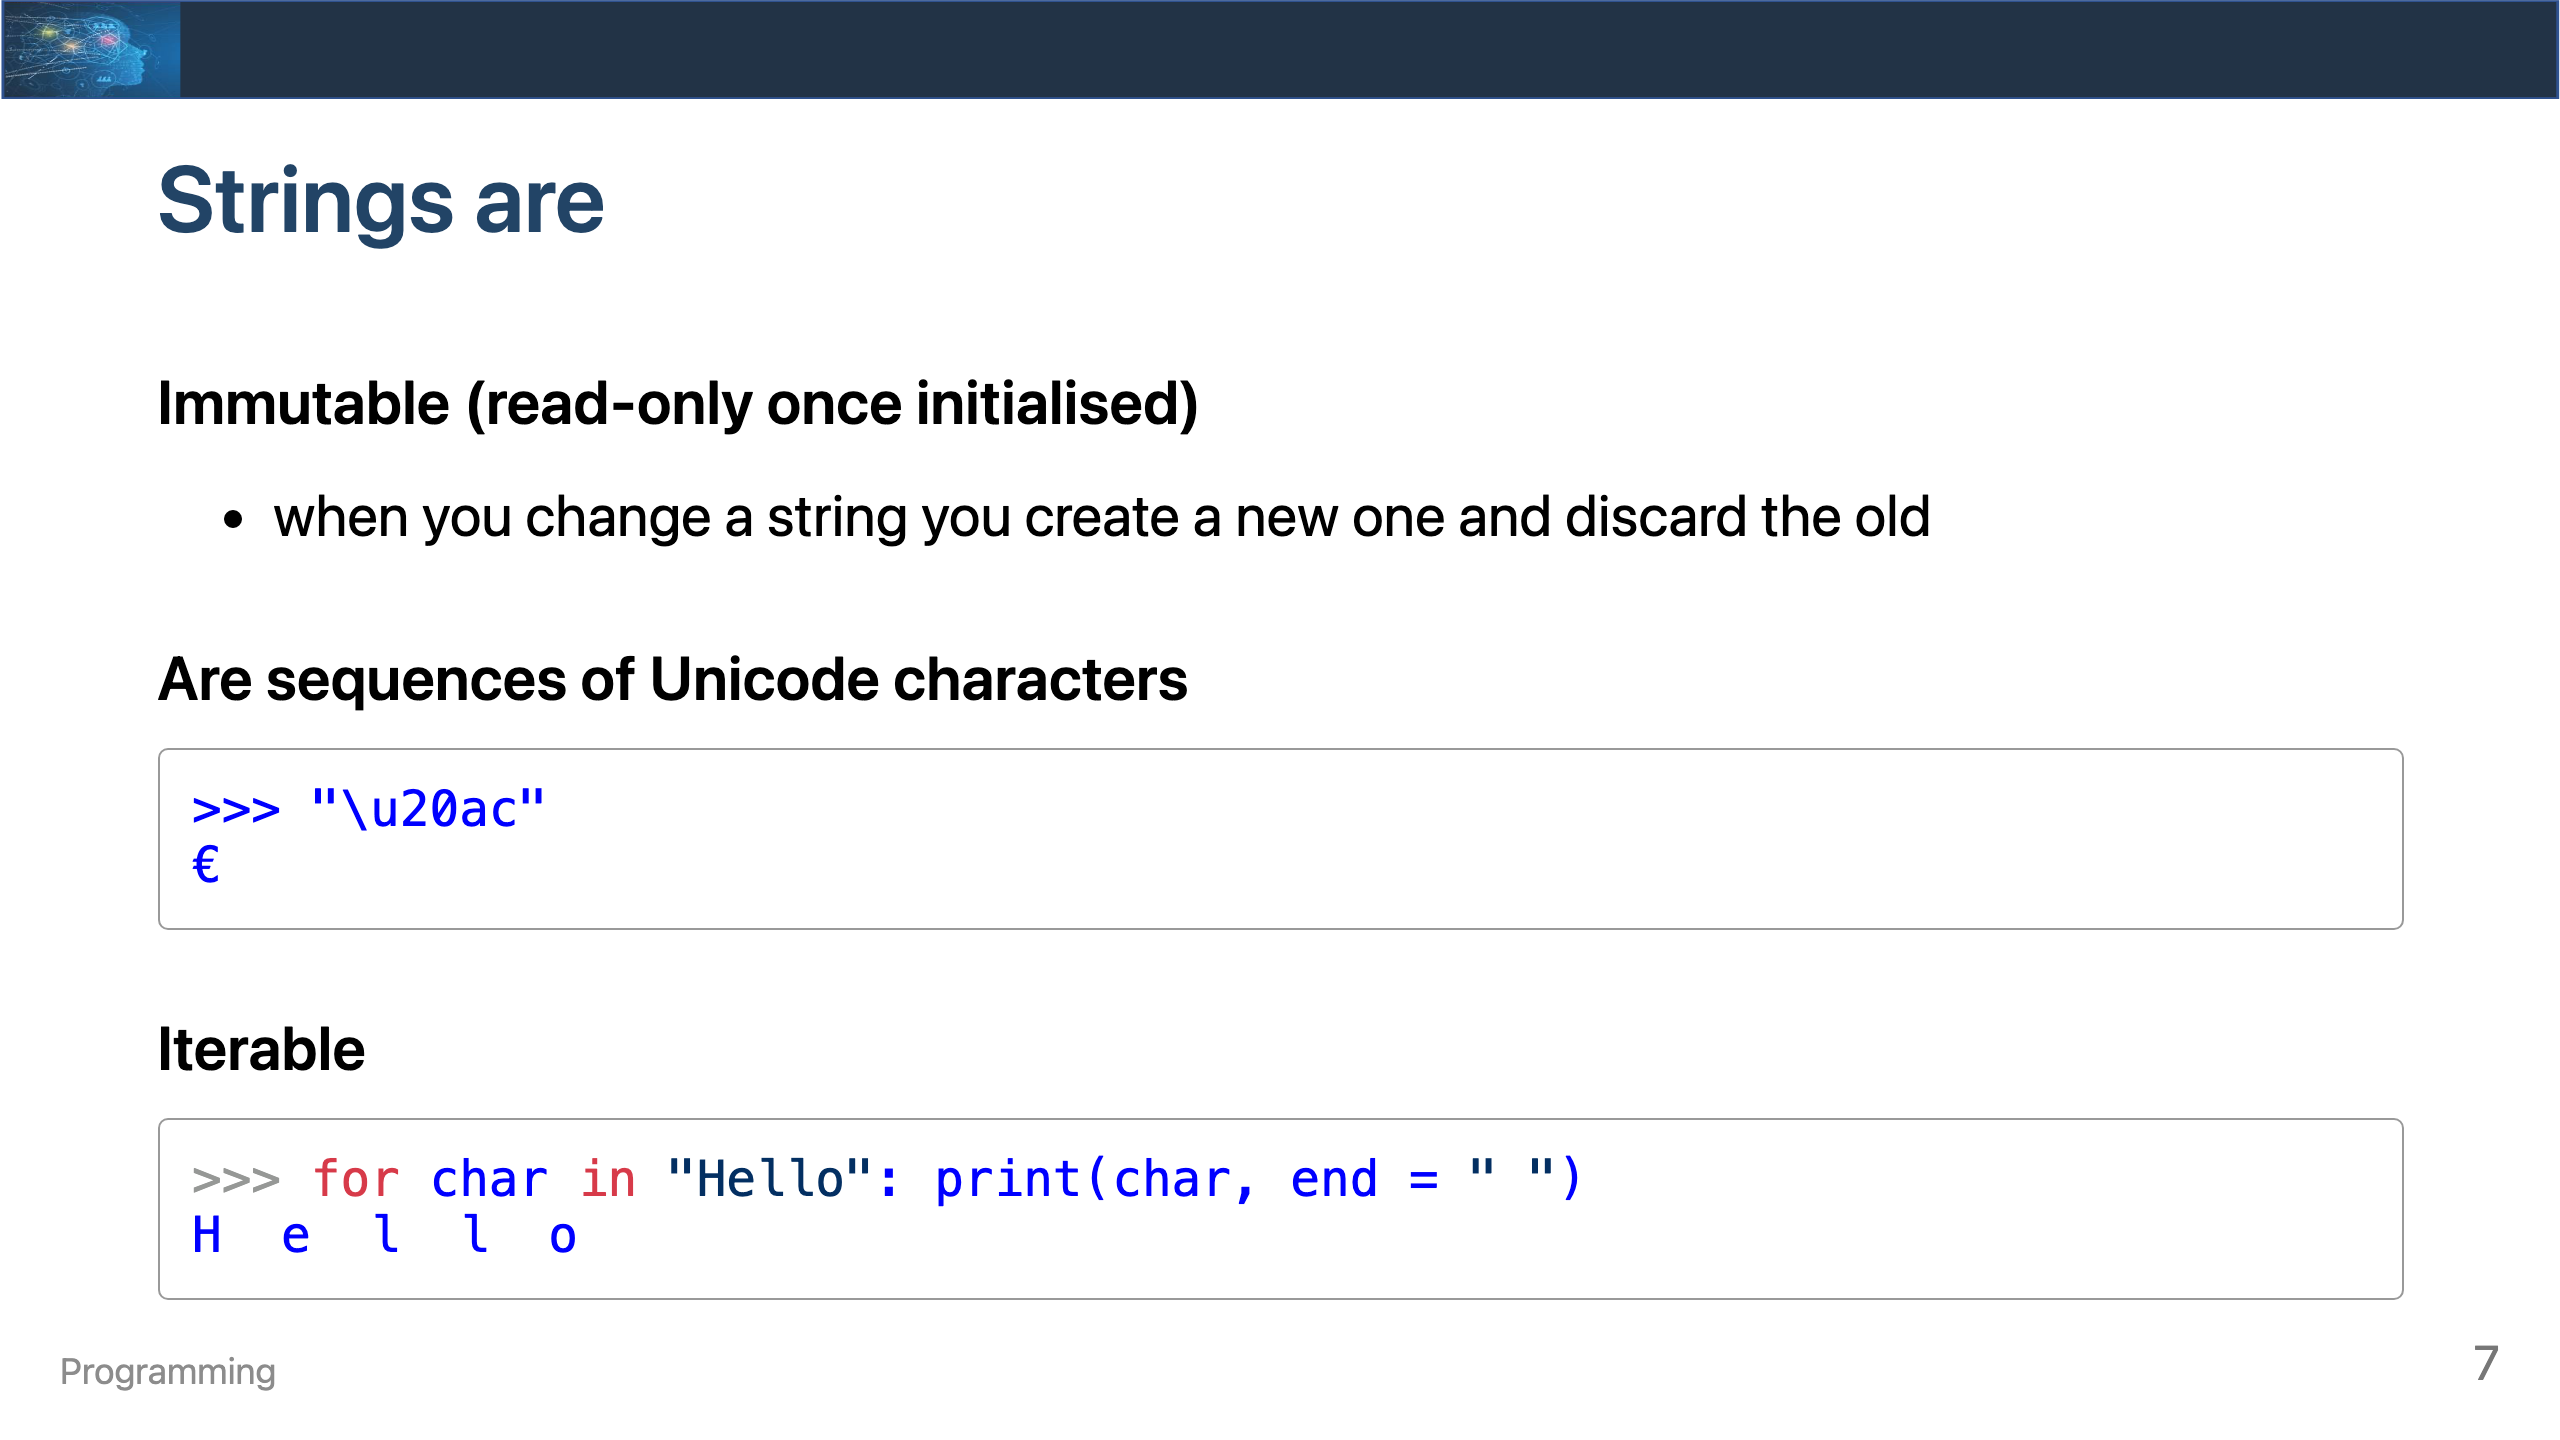 Strings are
Immutable (read-only once initialised)
• when you change a string you create a new one and discard the old
Are sequences of Unicode characters
>>> "\u20ac"
€
Iterable
>>> for char in "Hello": print(char, end = " ")
H  e  l  l  o
Programming
7